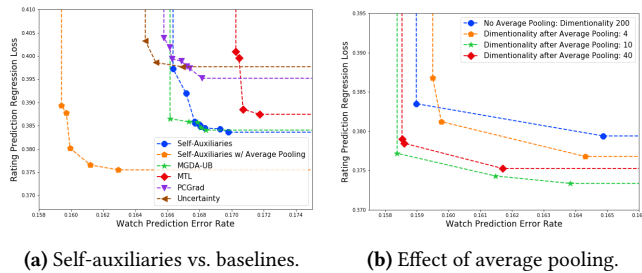 0.410
0.405
0.400
0.395
0.390
0.385
0.380
0.375
0.370
Rating Prediction Regression Loss
Self-Auxiliaries
Self-Auxiliaries w/ Average Pooling
MGDA-UB
MTL
PCGrad
Uncertainty
0.158 0.160 0.162 0.164 0.166 0.168 0.170 0.172 0.174
Watch Prediction Error Rate
(a) Self-auxiliaries vs. baselines.
0.395
0.390
0.385
0.380
0.375
0.370
Rating Prediction Regression Loss
No Average Pooling: Dimentionality 200
Dimentionality after Average Pooling: 4
Dimentionality after Average Pooling: 10
Dimentionality after Average Pooling: 40
0.158 0.159 0.160 0.161 0.162 0.163 0.164 0.165 0.16
Watch Prediction Error Rate
(b) Effect of average pooling.